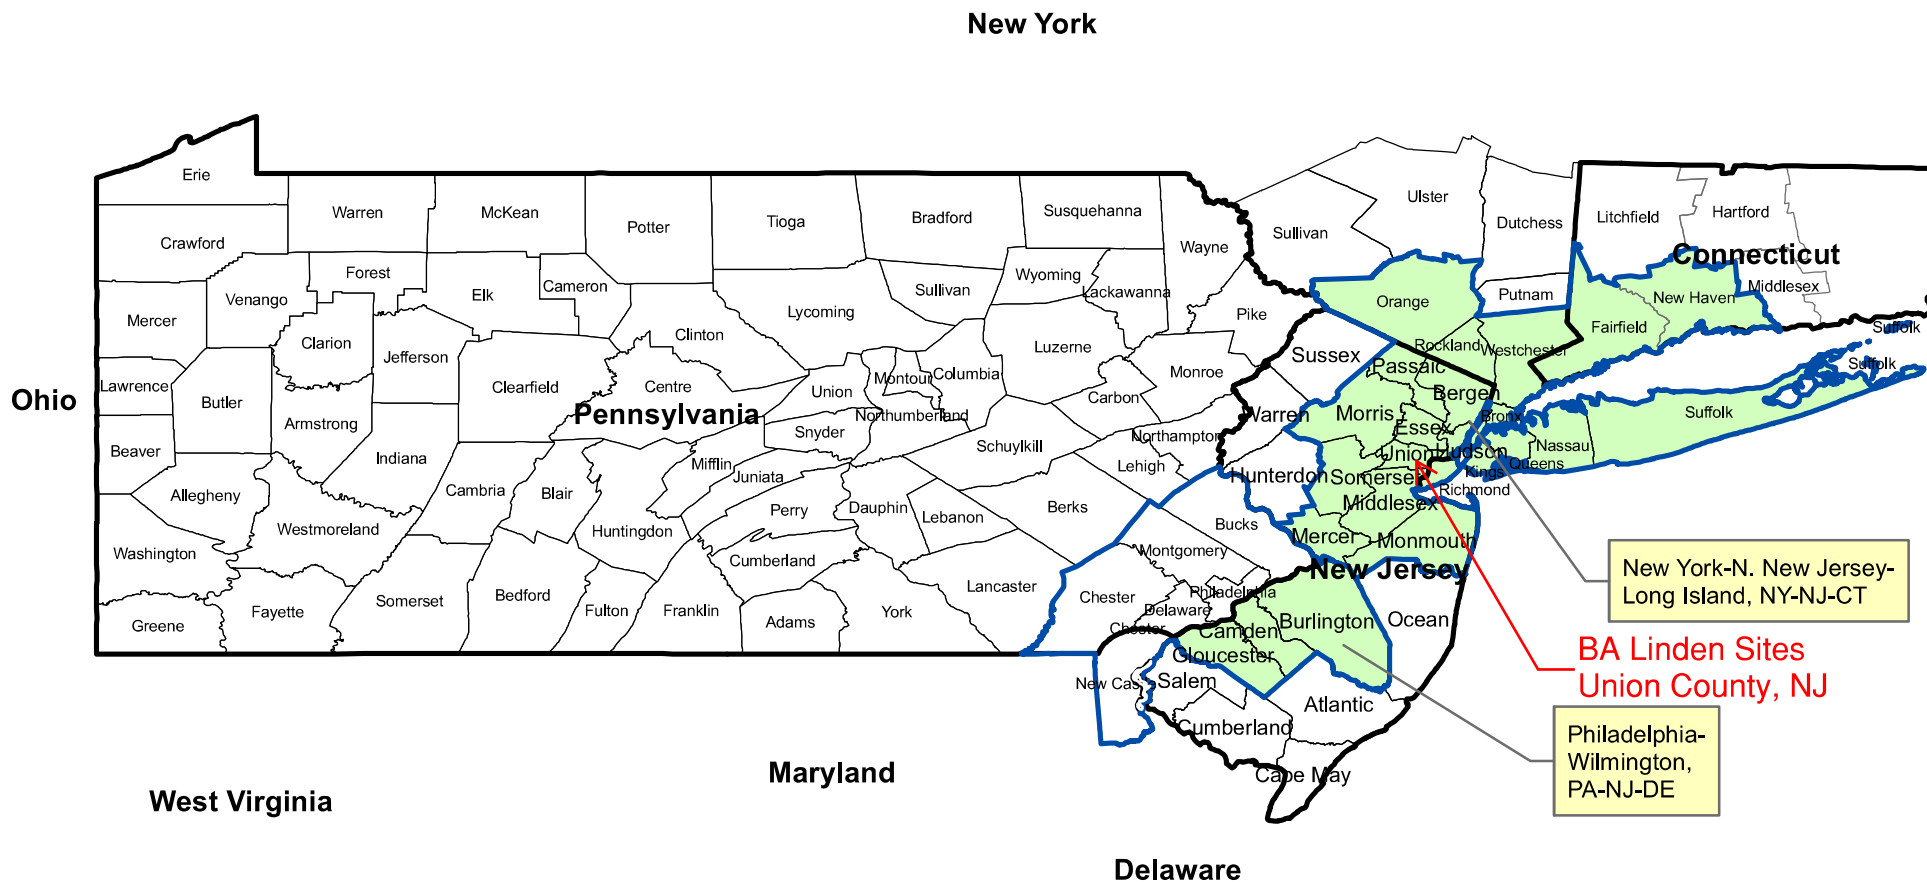 New York
Erie
Warren
McKean
Potter
Tioga
Bradford
Susquehanna
Wayne
Crawford
Forest
Elk
Cameron
Venango
Mercer
Clarion
Jefferson
Clinton
Lycoming
Sullivan
Wyoming
Lackawanna
Pike
Luzerne
Monroe
Carbon
Columbia
Montour
Union
Northumberland
Snyder
Centre
Clearfield
Pennsylvania
Lawrence
Butler
Armstrong
Beaver
Indiana
Allegheny
Westmoreland
Cambria
Blair
Huntingdon
Mifflin
Juniata
Perry
Dauphin
Lebanon
Schuylkill
Northampton
Lehigh
Berks
Bucks
Montgomery
Washington
Greene
Fayette
Somerset
Bedford
Fulton
Franklin
Cumberland
Adams
York
Lancaster
Chester
Delaware
Philadelphia
Chester
Ohio
West Virginia
Maryland
Delaware
Sullivan
Ulster
Dutchess
Orange
Putnam
Rockland
Westchester
Litchfield
Hartford
Connecticut
Middlesex
New Haven
Fairfield
Suffolk
Suffolk
Suffolk
Nassau
Bronx
Queens
Kings
Richmond
Sussex
Passaic
Bergen
Warren
Morris
Essex
Hudson
Union
Hunterdon
Somerset
Middlesex
Mercer
Monmouth
New Jersey
Ocean
Burlington
Camden
Gloucester
Salem
Atlantic
Cumberland
Cape May
New Cas
New York-N. New Jersey-
Long Island, NY-NJ-CT
BA Linden Sites
Union County, NJ
Philadelphia-
Wilmington,
PA-NJ-DE